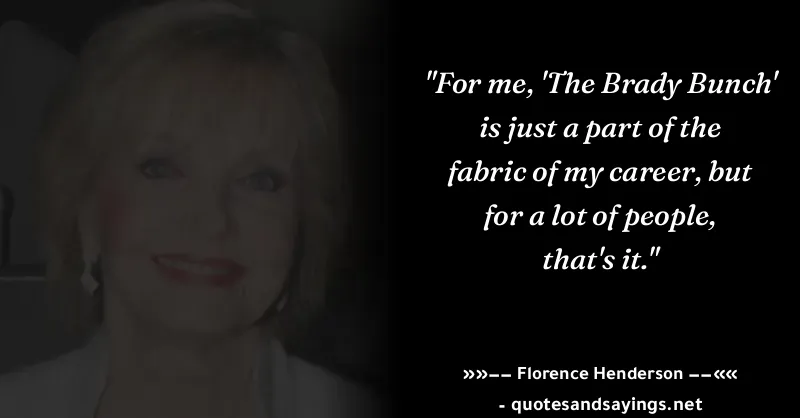 "For me, 'The Brady Bunch'
is just a part of the
fabric of my career, but
for a lot of people,
that's it."
»»–– Florence Henderson ––««
- quotesandsayings.net